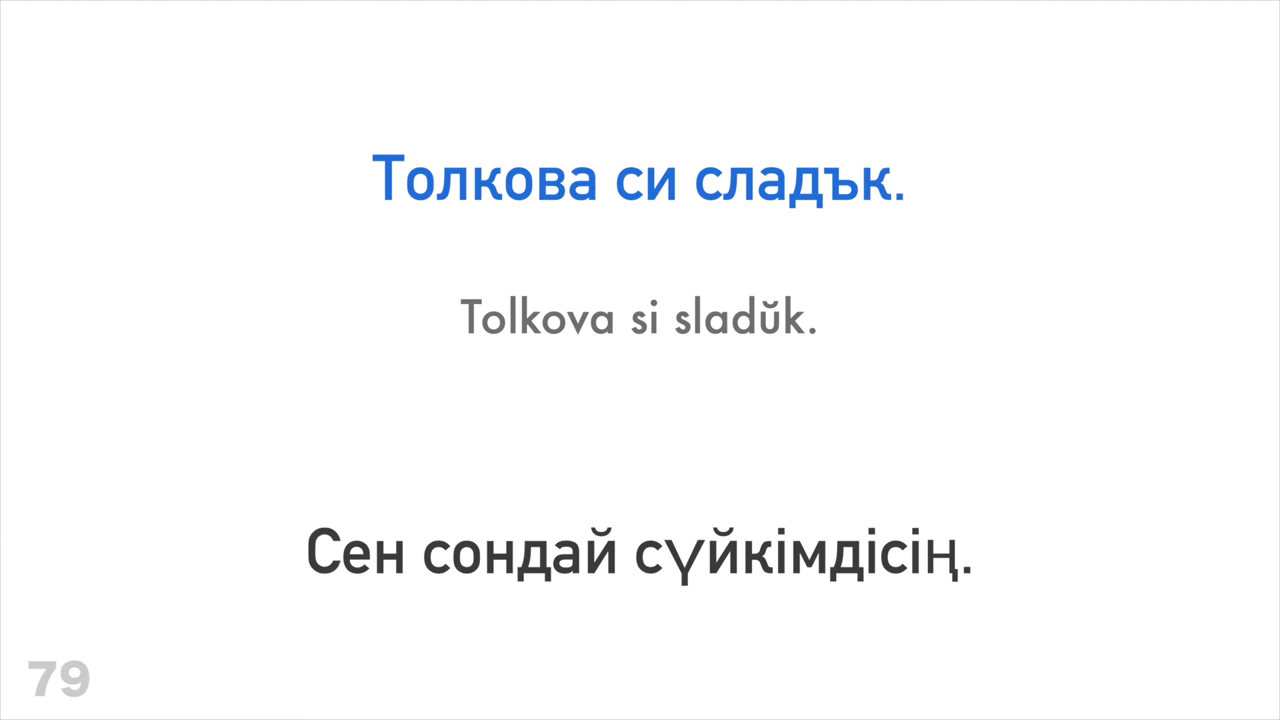 Толкова си сладък.
Tolkova si sladŭk.
Сен сондай сүйкімдісің.
79